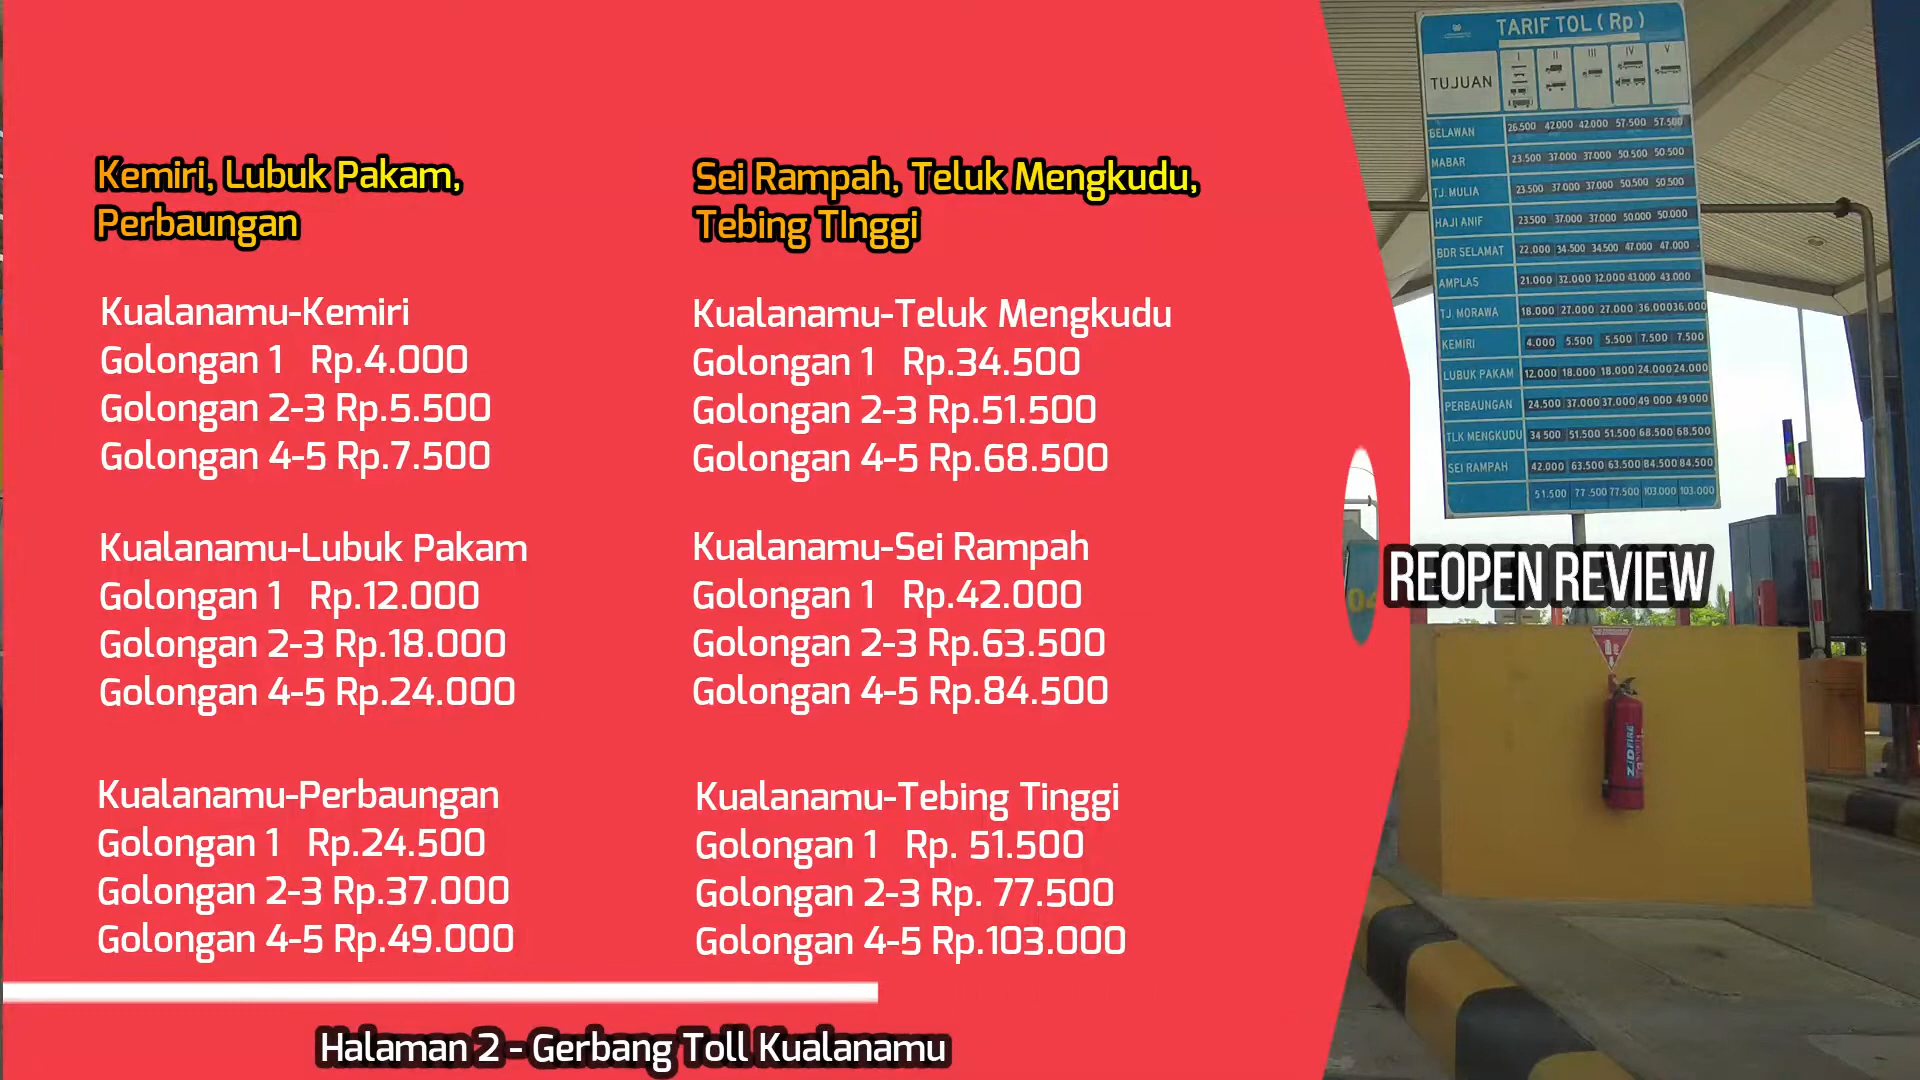 Kemiri, Lubuk Pakam,
Perbaungan
Kualanamu-Kemiri
Golongan 1 Rp.4.000
Golongan 2-3 Rp.5.500
Golongan 4-5 Rp.7.500
Kualanamu-Lubuk Pakam
Golongan 1 Rp.12.000
Golongan 2-3 Rp.18.000
Golongan 4-5 Rp.24.000
Kualanamu-Perbaungan
Golongan 1 Rp.24.500
Golongan 2-3 Rp.37.000
Golongan 4-5 Rp.49.000
Sei Rampah, Teluk Mengkudu,
Tebing TInggi
Kualanamu-Teluk Mengkudu
Golongan 1 Rp.34.500
Golongan 2-3 Rp.51.500
Golongan 4-5 Rp.68.500
Kualanamu-Sei Rampah
Golongan 1 Rp.42.000
Golongan 2-3 Rp.63.500
Golongan 4-5 Rp.84.500
Kualanamu-Tebing Tinggi
Golongan 1 Rp. 51.500
Golongan 2-3 Rp. 77.500
Golongan 4-5 Rp.103.000
Halaman 2 - Gerbang Toll Kualanamu
TARIF TOL ( Rp )
TUJUAN I II III IV V
BELAWAN 26.500 42.000 42.000 57.500 57.500
MABAR 23.500 37.000 37.000 50.500 50.500
TJ. MULIA 23.500 37.000 37.000 50.500 50.500
HAJI ANIF 23.500 37.000 37.000 50.000 50.000
BDR SELAMAT 22.000 34.500 34.500 47.000 47.000
AMPLAS 21.000 32.000 32.000 43.000 43.000
TJ. MORAWA 18.000 27.000 27.000 36.000 36.000
KEMIRI 4.000 5.500 5.500 7.500 7.500
LUBUK PAKAM 12.000 18.000 18.000 24.000 24.000
PERBAUNGAN 24.500 37.000 37.000 49 000 49 000
TLK MENGKUDU 34 500 51.500 51.500 68.500 68.500
SEI RAMPAH 42.000 63.500 63.500 84.500 84.500
51.500 77.500 77.500 103.000 103.000
04
REOPEN REVIEW
ZiDFIRE